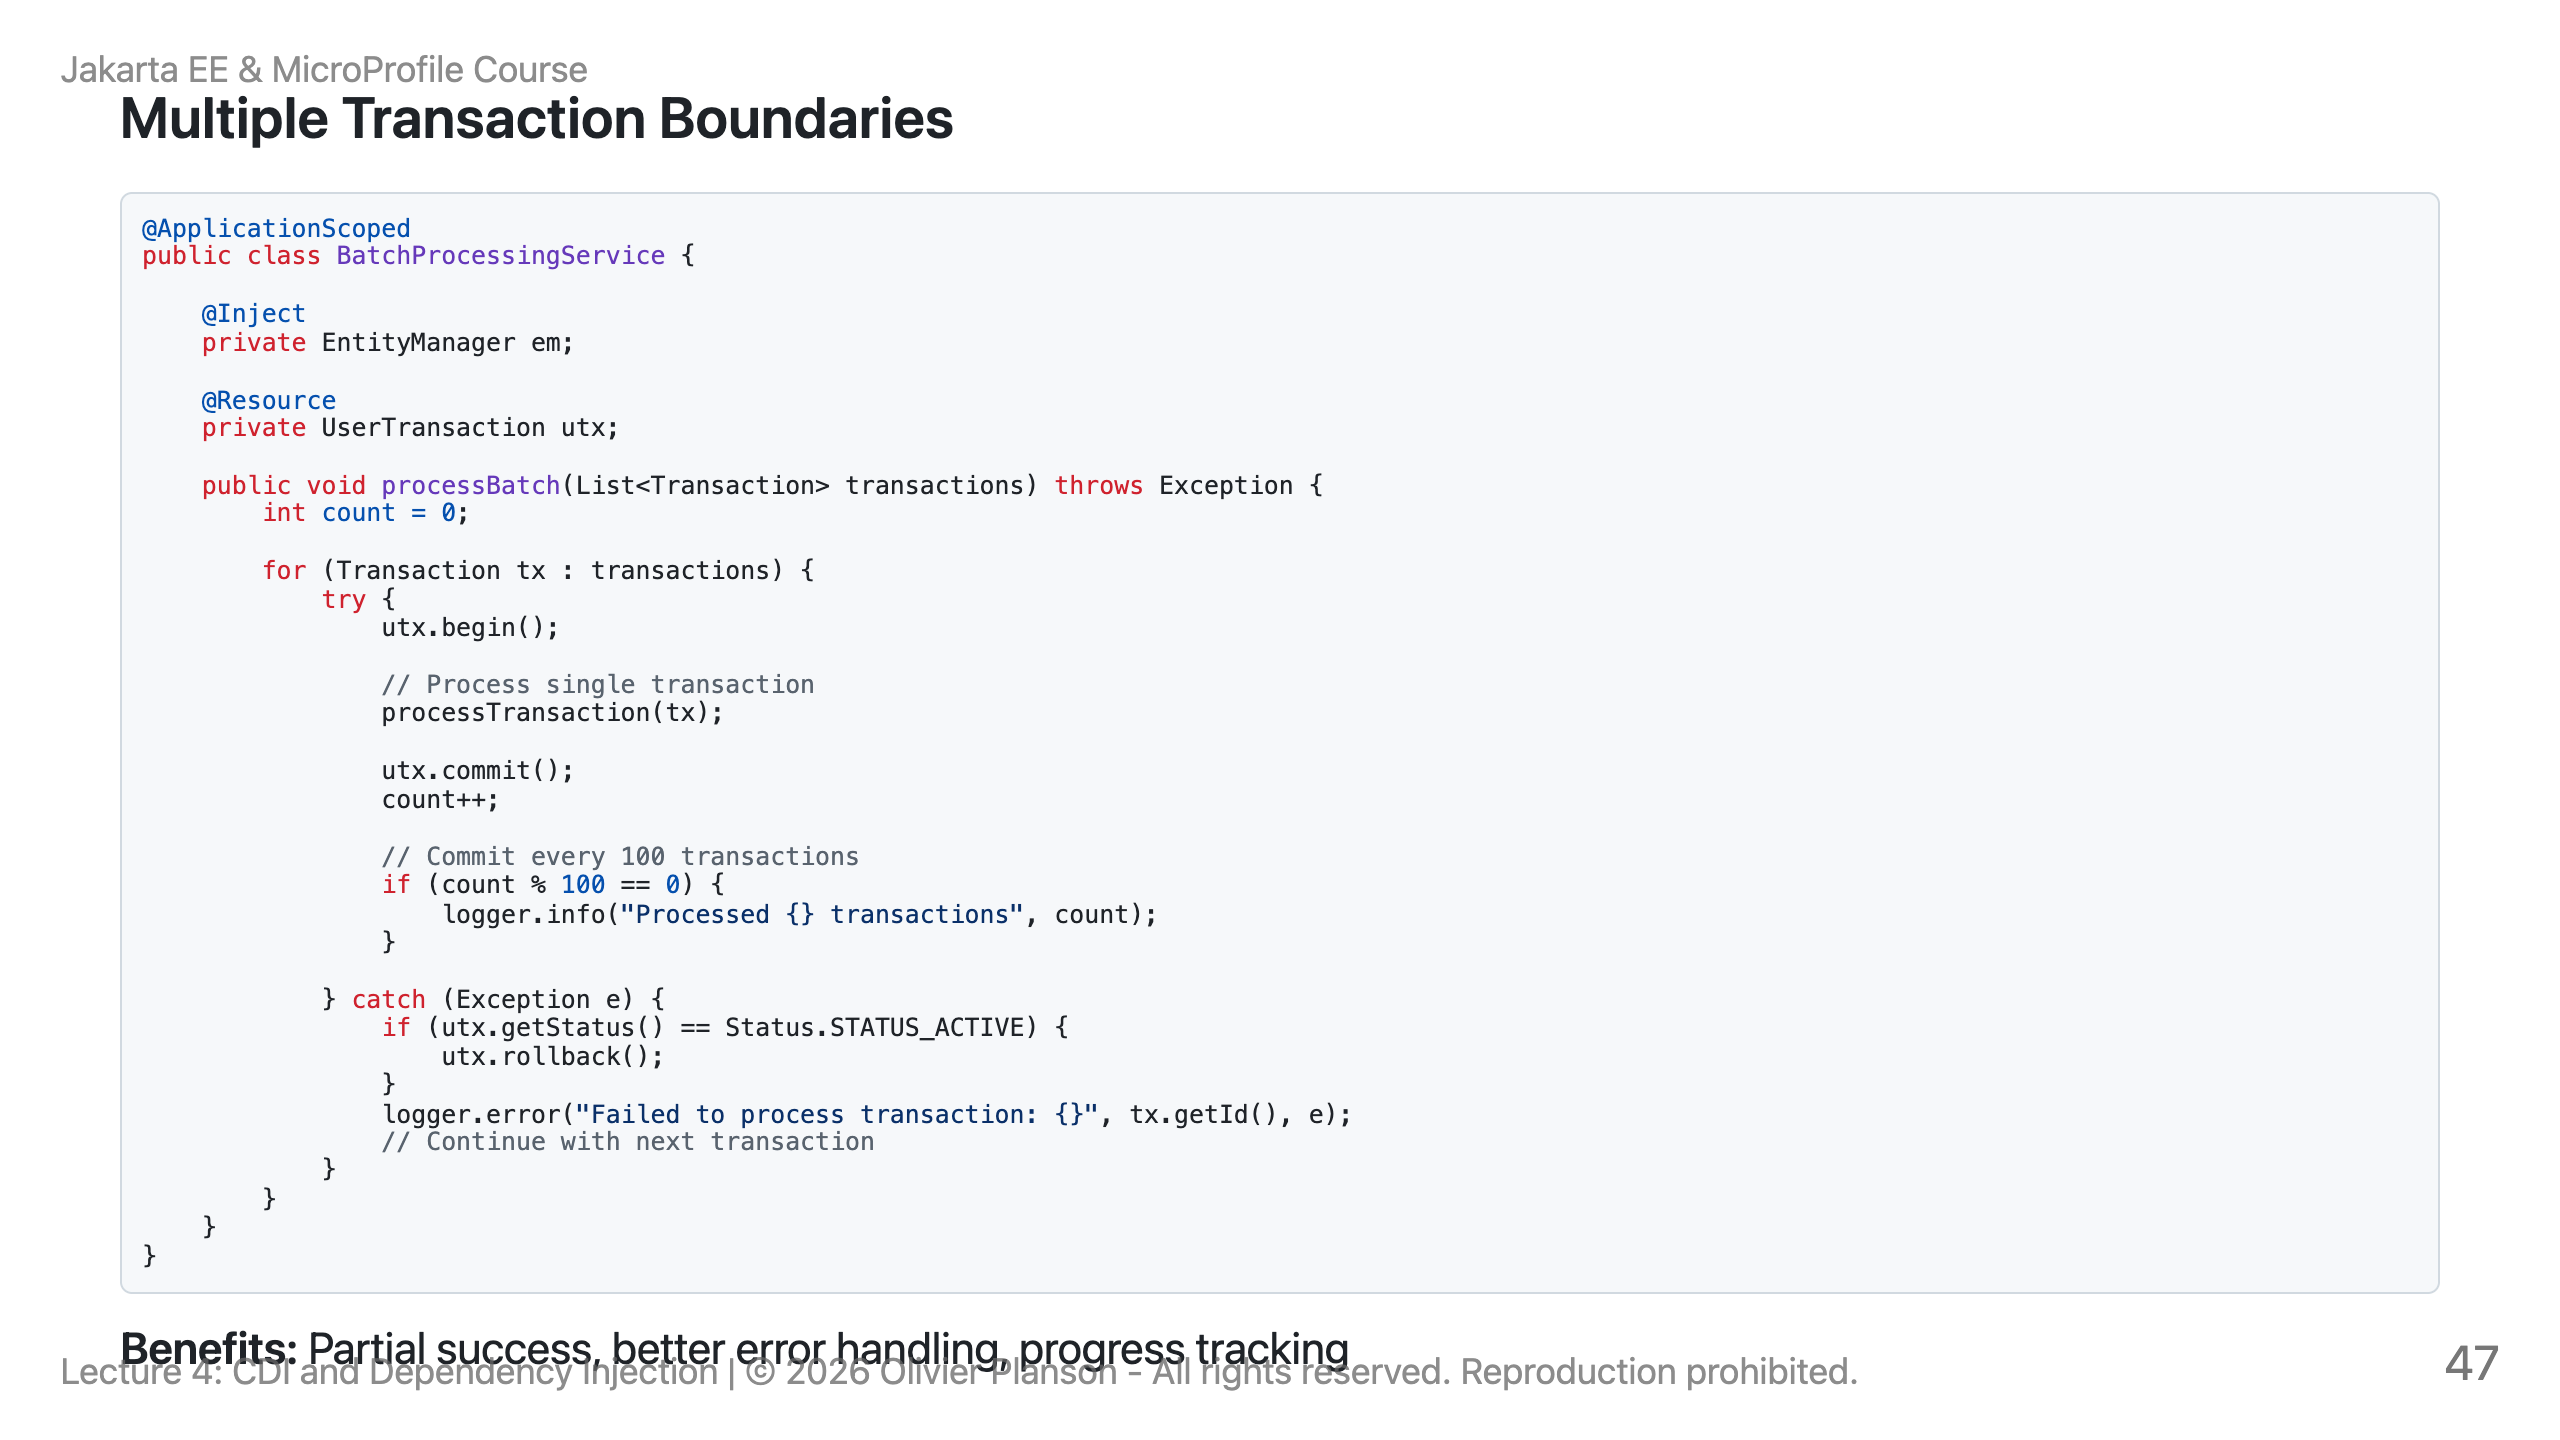 Jakarta EE & MicroProfile Course
Multiple Transaction Boundaries
@ApplicationScoped
public class BatchProcessingService {
    @Inject
    private EntityManager em;
    @Resource
    private UserTransaction utx;
    public void processBatch(List<Transaction> transactions) throws Exception {
        int count = 0;
        for (Transaction tx : transactions) {
            try {
                utx.begin();
                // Process single transaction
                processTransaction(tx);
                utx.commit();
                count++;
                // Commit every 100 transactions
                if (count % 100 == 0) {
                    logger.info("Processed {} transactions", count);
                }
            } catch (Exception e) {
                if (utx.getStatus() == Status.STATUS_ACTIVE) {
                    utx.rollback();
                }
                logger.error("Failed to process transaction: {}", tx.getId(), e);
                // Continue with next transaction
            }
        }
    }
}
Benefits: Partial success, better error handling, progress tracking
Lecture 4: CDI and Dependency Injection | © 2026 Olivier Planson - All rights reserved. Reproduction prohibited.
47